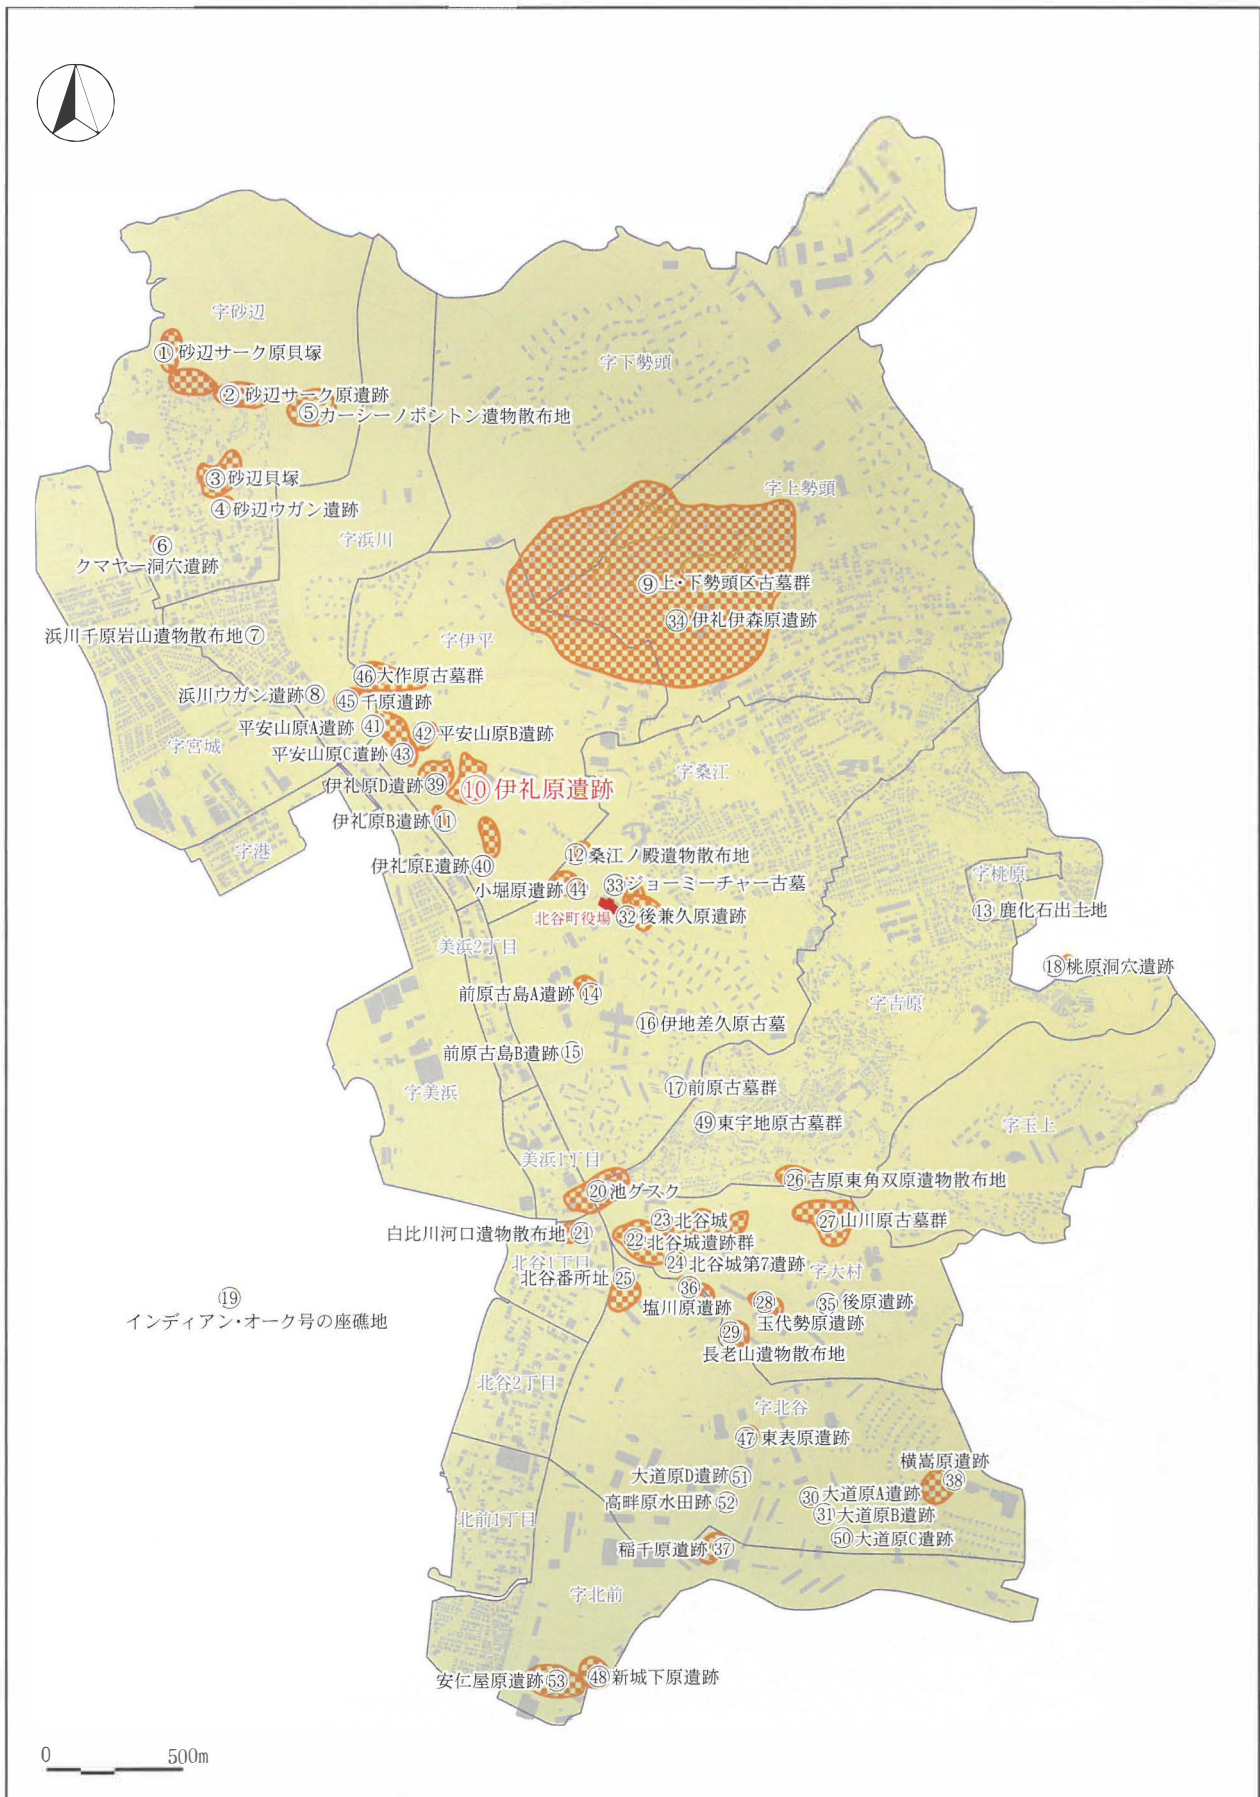 字砂辺
①砂辺サーク原貝塚
字下勢頭
②砂辺サーク原遺跡
⑤カーシーノボントン遺物散布地
③砂辺貝塚
字上勢頭
④砂辺ウガン遺跡
字浜川
⑥
クマヤー洞穴遺跡
⑨上・下勢頭区古墓群
㉞伊礼伊森原遺跡
浜川千原岩山遺物散布地⑦
字伊平
㊻大作原古墓群
浜川ウガン遺跡⑧
㊺千原遺跡
平安山原A遺跡㊶
㊷平安山原B遺跡
字宮城
平安山原C遺跡㊸
字桑江
伊礼原D遺跡㊴
⑩伊礼原遺跡
伊礼原B遺跡⑪
字港
⑫桑江ノ殿遺物散布地
伊礼原E遺跡㊵
字桃原
小堀原遺跡㊹
㉝ジョーミーチャー古墓
⑬鹿化石出土地
北谷町役場
㉜後兼久原遺跡
美浜2丁目
⑱桃原洞穴遺跡
前原古島A遺跡⑭
字吉原
⑯伊地差久原古墓
前原古島B遺跡⑮
字美浜
⑰前原古墓群
㊾東宇地原古墓群
字玉上
美浜1丁目
㉖吉原東角双原遺物散布地
⑳池グスク
㉓北谷城
㉗山川原古墓群
白比川河口遺物散布地㉑
㉒北谷城遺跡群
北谷1丁目
㉔北谷城第7遺跡
字大村
北谷番所址㉕
㊱
塩川原遺跡
⑲
インディアン・オーク号の座礁地
㉘
玉代勢原遺跡
㉟後原遺跡
㉙
長老山遺物散布地
北谷2丁目
字北谷
㊼東表原遺跡
横嵩原遺跡
㊳
大道原D遺跡51
㉚大道原A遺跡
高畔原水田跡52
㉛大道原B遺跡
北前1丁目
㊿大道原C遺跡
稲千原遺跡㊲
字北前
安仁屋原遺跡53
㊽新城下原遺跡
0 500m